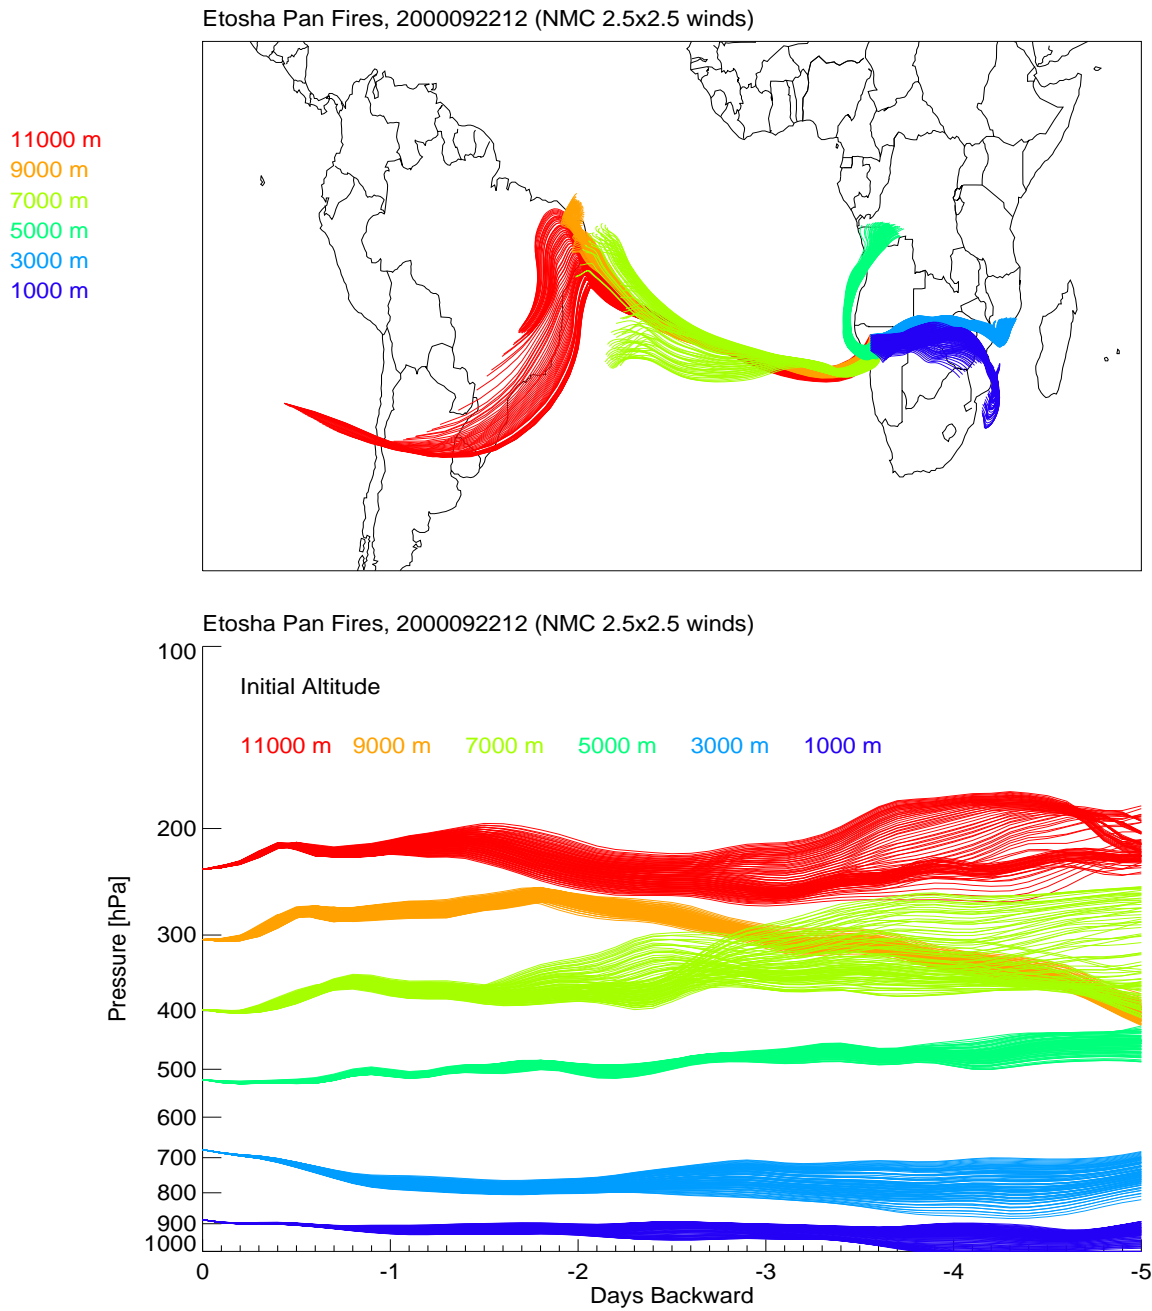 Etosha Pan Fires, 2000092212 (NMC 2.5x2.5 winds)
11000 m
9000 m
7000 m
5000 m
3000 m
1000 m
Etosha Pan Fires, 2000092212 (NMC 2.5x2.5 winds)
Initial Altitude
11000 m 9000 m 7000 m 5000 m 3000 m 1000 m
Pressure [hPa]
100
200
300
400
500
600
700
800
900
1000
0 -1 -2 -3 -4 -5
Days Backward